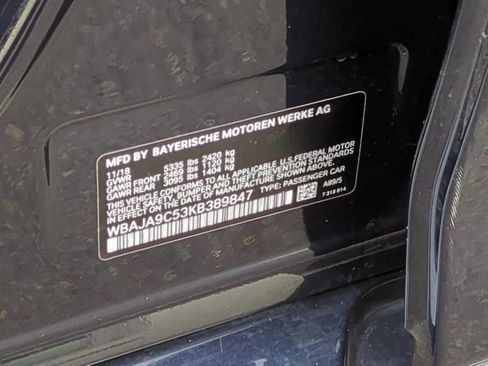 MFD BY BAYERISCHE MOTOREN WERKE AG
11/18 5335 lbs 2420 kg
GAWR FRONT 2469 lbs 1120 kg
GAWR REAR 3095 lbs 1404 kg
THIS VEHICLE CONFORMS TO ALL APPLICABLE U.S. FEDERAL MOTOR
VEHICLE SAFETY, BUMPER AND THEFT PREVENTION STANDARDS
IN EFFECT ON THE DATE OF MANUFACTURE SHOWN ABOVE.
WBAJA9C53KB389847 TYPE: PASSENGER CAR
A89/5
7 319 814